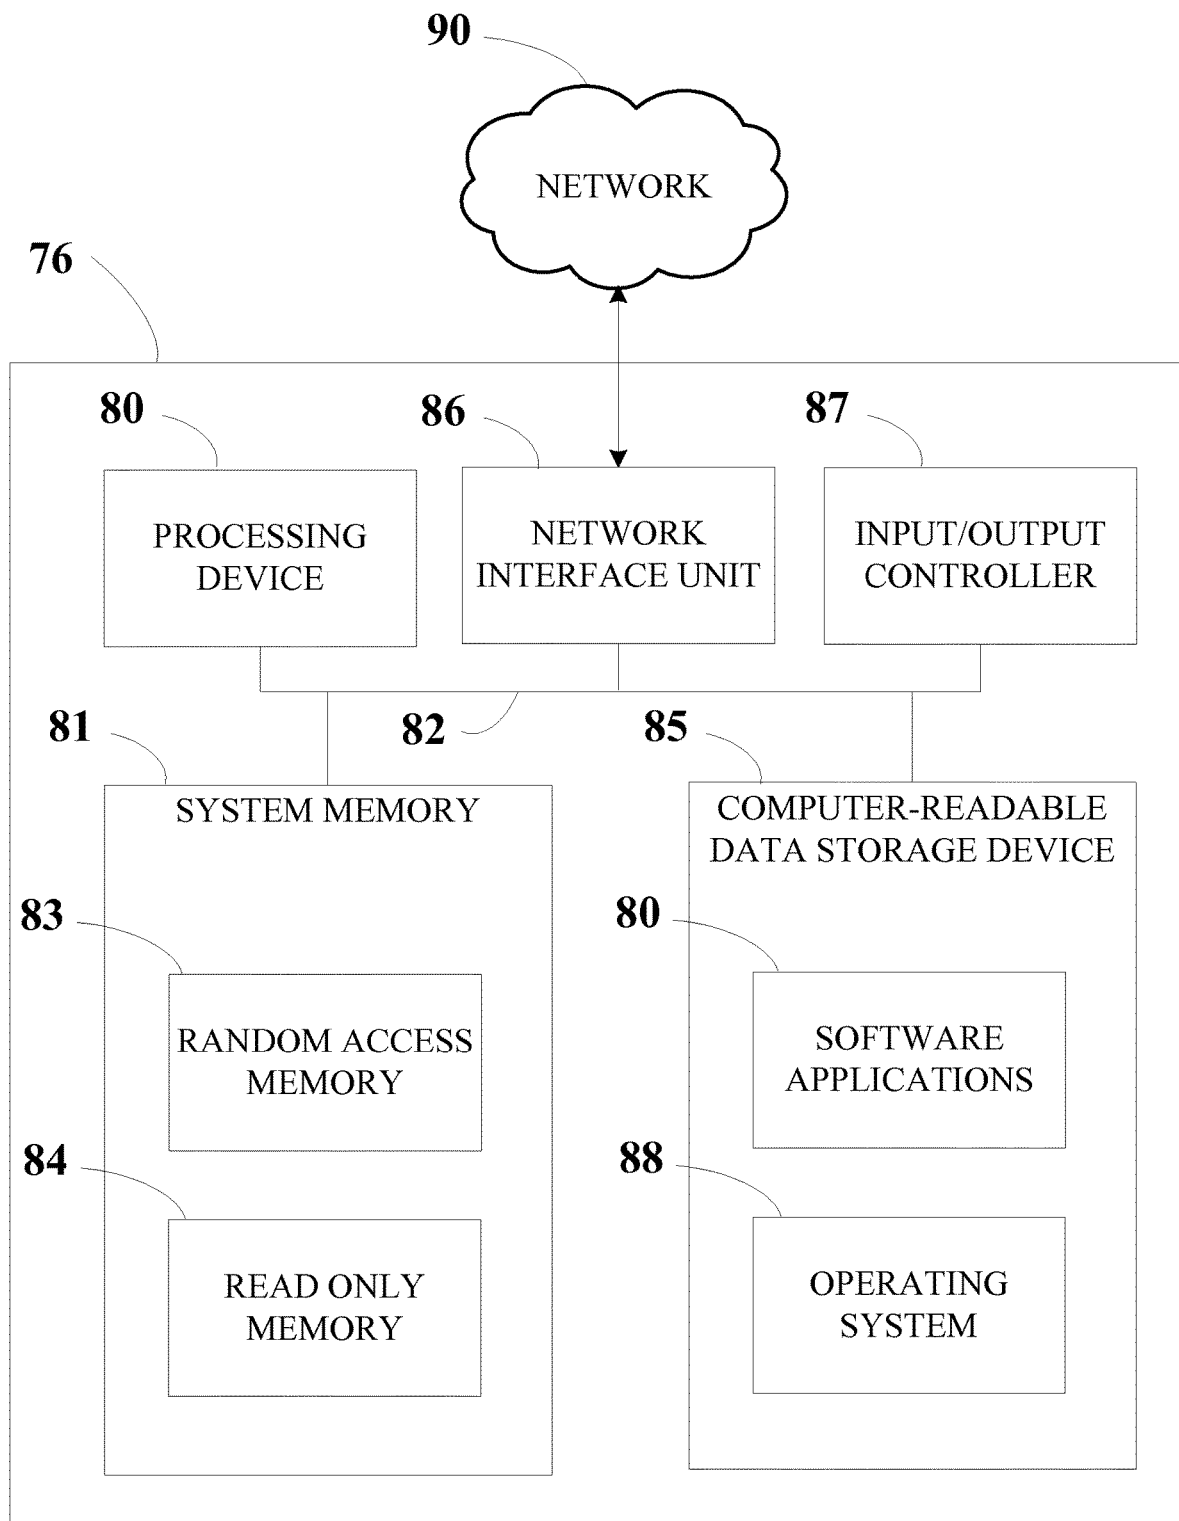 90
NETWORK
76
80
86
87
PROCESSING
DEVICE
NETWORK
INTERFACE UNIT
INPUT/OUTPUT
CONTROLLER
81
82
85
SYSTEM MEMORY
COMPUTER-READABLE
DATA STORAGE DEVICE
83
80
RANDOM ACCESS
MEMORY
SOFTWARE
APPLICATIONS
84
88
READ ONLY
MEMORY
OPERATING
SYSTEM